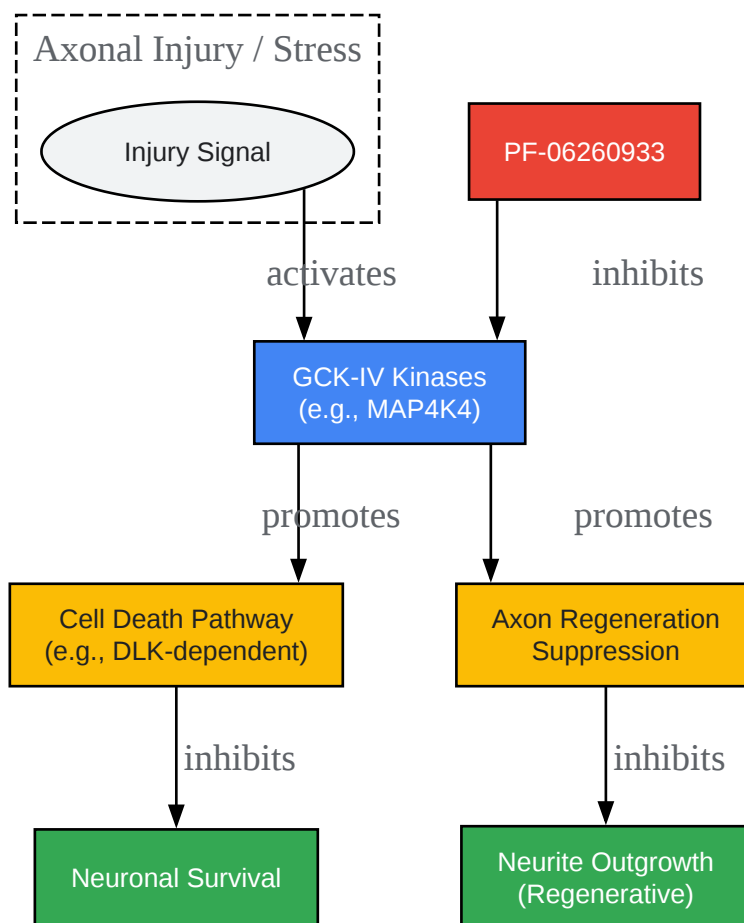 Axonal Injury / Stress
Injury Signal
PF-06260933
activates
inhibits
GCK-IV Kinases
(e.g., MAP4K4)
promotes
promotes
Cell Death Pathway
(e.g., DLK-dependent)
Axon Regeneration
Suppression
inhibits
inhibits
Neuronal Survival
Neurite Outgrowth
(Regenerative)